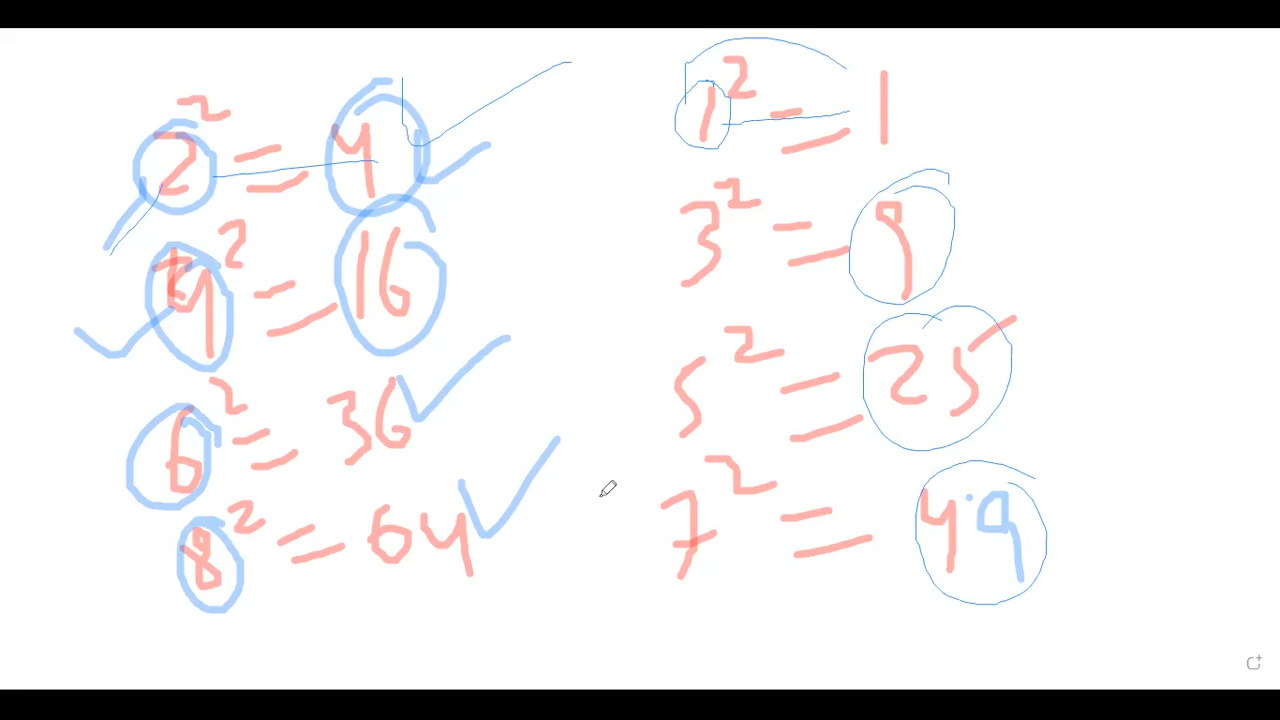 2² = 4
4² = 16
6² = 36
8² = 64
1² = 1
3² = 9
5² = 25
7² = 49